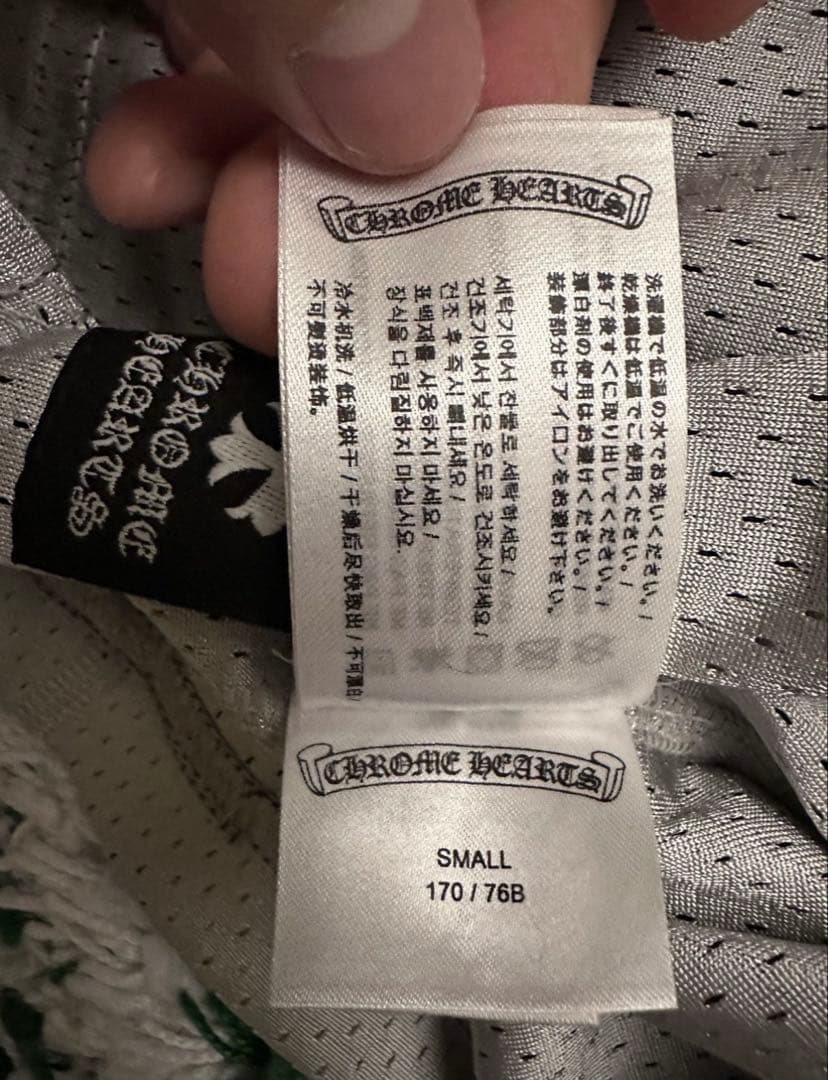 CHROME HEARTS
洗濯機で低温の水でお洗いください。/
乾燥機は低温でご使用ください。/
終了後すぐに取り出してください。/
漂白剤の使用はお避けください。/
装飾部分はアイロンをお避け下さい。
세탁기에서 찬물로 세탁하세요/
건조기에서 낮은 온도로 건조시키세요/
건조 후 즉시 빼내세요/
표백제를 사용하지 마세요/
장식을 다림질하지 마십시요.
冷水机洗 / 低温烘干 / 干燥后尽快取出 / 不可漂白/
不可熨烫装饰。
CHROME
HEARTS
CHROME HEARTS
SMALL
170 / 76B